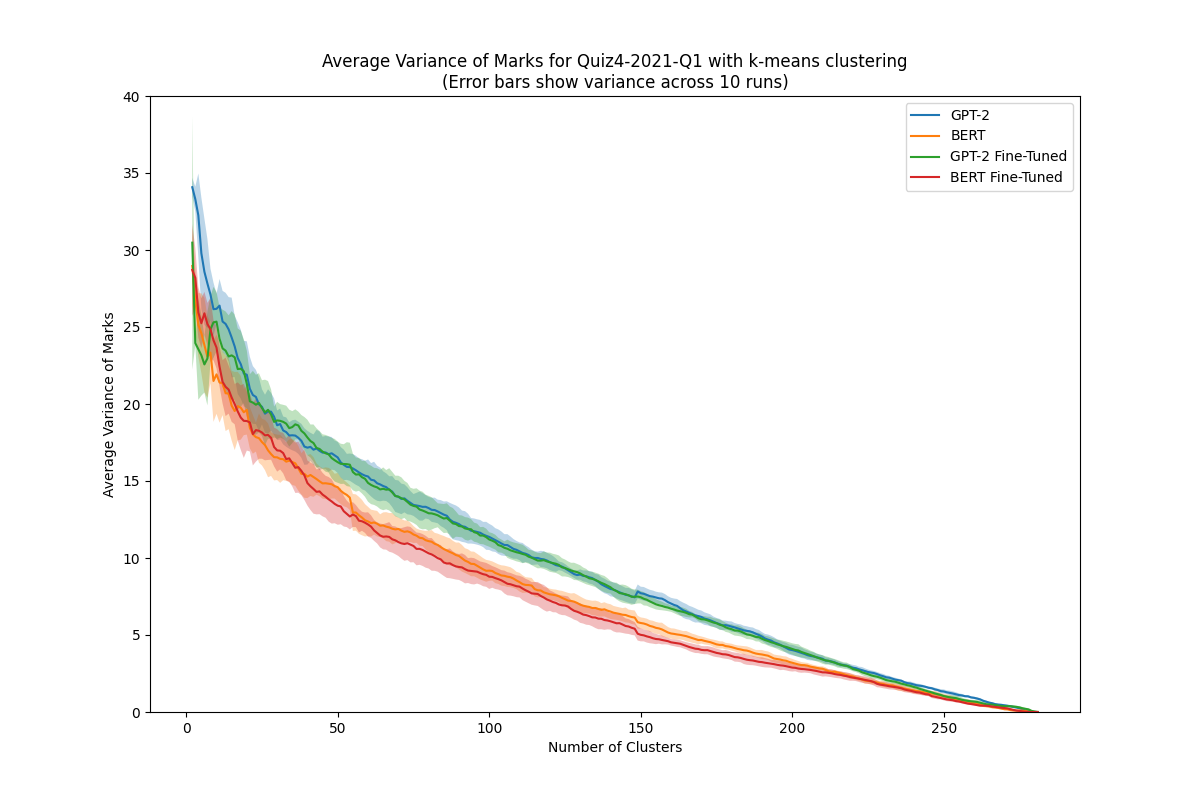 Average Variance of Marks for Quiz4-2021-Q1 with k-means clustering
(Error bars show variance across 10 runs)
GPT-2
BERT
GPT-2 Fine-Tuned
BERT Fine-Tuned
Average Variance of Marks
40
35
30
25
20
15
10
5
0
0 50 100 150 200 250
Number of Clusters